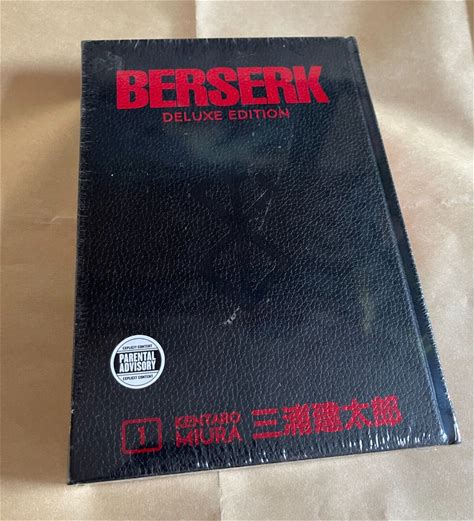 BERSERK
DELUXE EDITION
EXPLICIT CONTENT
PARENTAL
ADVISORY
EXPLICIT CONTENT
1
KENTARO
MIURA
三浦建太郎